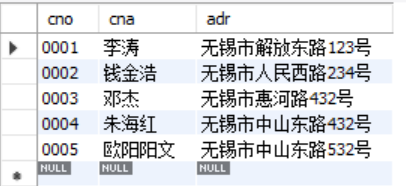 cno cna adr
0001 李涛 无锡市解放东路123号
0002 钱金浩 无锡市人民西路234号
0003 邓杰 无锡市惠河路432号
0004 朱海红 无锡市中山东路432号
0005 欧阳阳文 无锡市中山东路532号
NULL NULL NULL